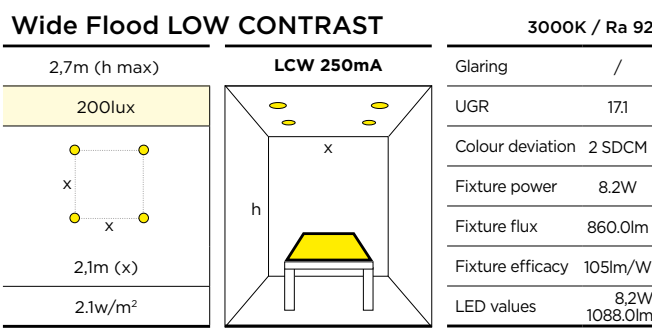 Wide Flood LOW CONTRAST
2,7m (h max)
200lux
x
x
2,1m (x)
2.1w/m²
LCW 250mA
x
h
3000K / Ra 92
Glaring /
UGR 17.1
Colour deviation 2 SDCM
Fixture power 8.2W
Fixture flux 860.0lm
Fixture efficacy 105lm/W
LED values 8,2W
1088.0lm